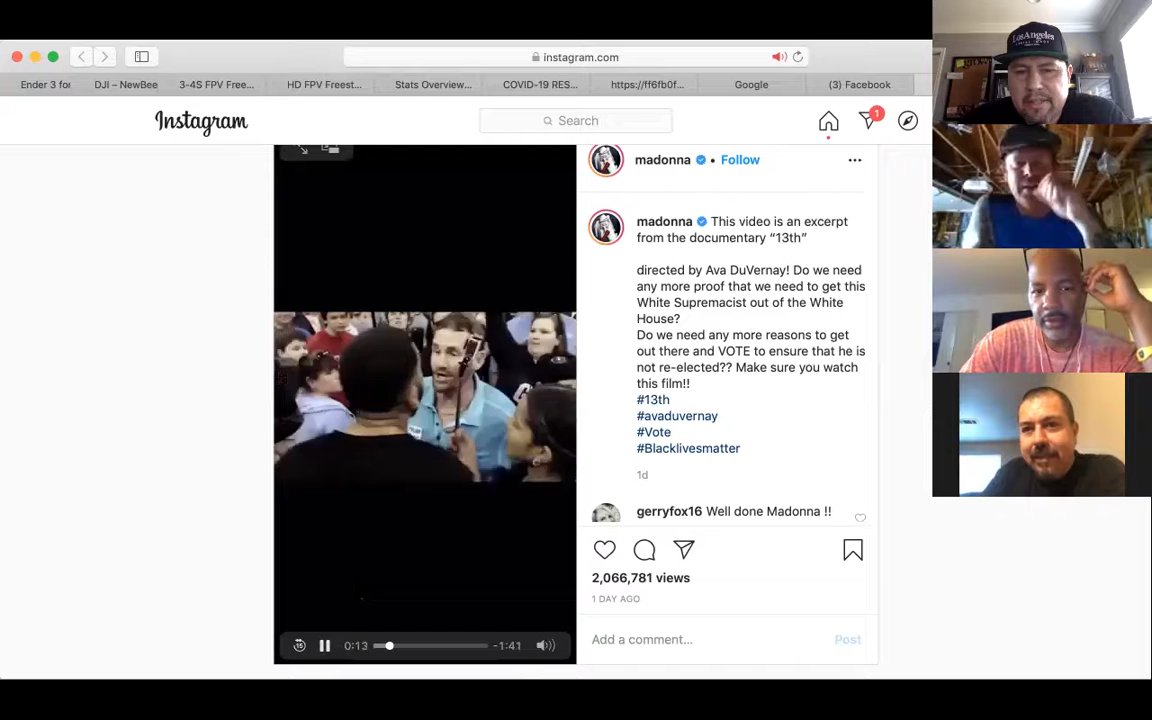 Los Angeles
instagram.com
Ender 3 for
DJI – NewBee
3-4S FPV Free...
HD FPV Freest...
Stats Overview...
COVID-19 RES...
https://ff6fb0f...
Google
(3) Facebook
Instagram
Search
1
madonna • Follow
madonna This video is an excerpt
from the documentary “13th”
directed by Ava DuVernay! Do we need
any more proof that we need to get this
White Supremacist out of the White
House?
Do we need any more reasons to get
out there and VOTE to ensure that he is
not re-elected?? Make sure you watch
this film!!
#13th
#avaduvernay
#Vote
#Blacklivesmatter
1d
gerryfox16 Well done Madonna !!
2,066,781 views
1 DAY AGO
Add a comment...
Post
15
0:13
-1:41